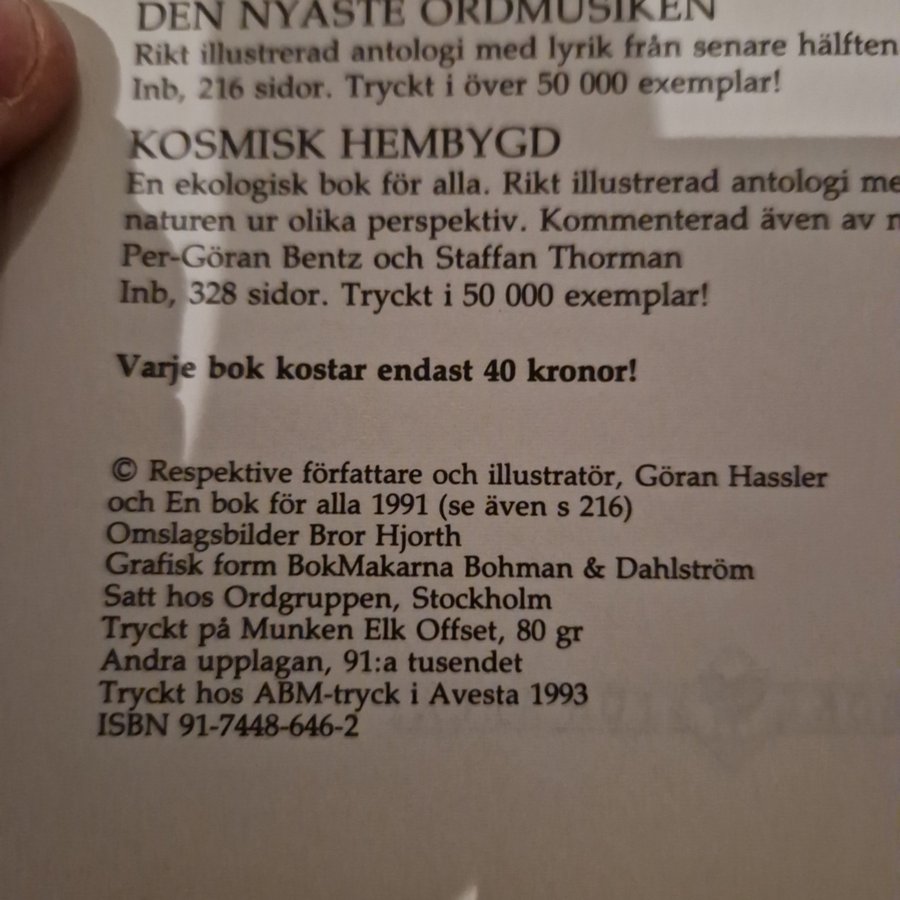 DEN NYASTE ORDMUSIKEN
Rikt illustrerad antologi med lyrik från senare hälften
Inb, 216 sidor. Tryckt i över 50 000 exemplar!
KOSMISK HEMBYGD
En ekologisk bok för alla. Rikt illustrerad antologi me
naturen ur olika perspektiv. Kommenterad även av
Per-Göran Bentz och Staffan Thorman
Inb, 328 sidor. Tryckt i 50 000 exemplar!
Varje bok kostar endast 40 kronor!
© Respektive författare och illustratör, Göran Hassler
och En bok för alla 1991 (se även s 216)
Omslagsbilder Bror Hjorth
Grafisk form BokMakarna Bohman & Dahlström
Satt hos Ordgruppen, Stockholm
Tryckt på Munken Elk Offset, 80 gr
Andra upplagan, 91:a tusendet
Tryckt hos ABM-tryck i Avesta 1993
ISBN 91-7448-646-2